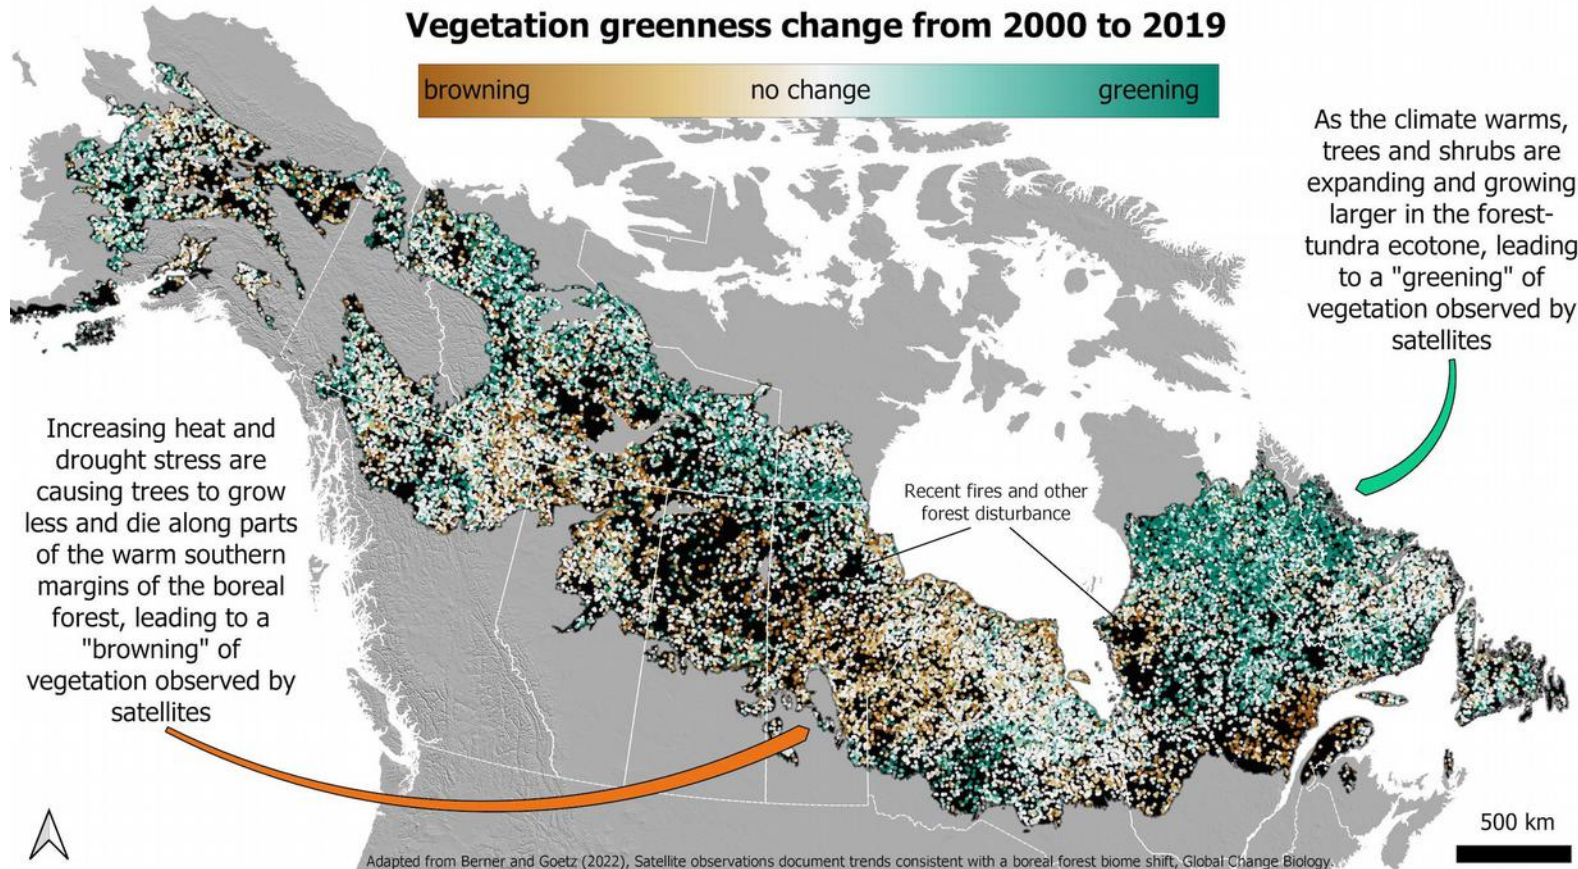 Vegetation greenness change from 2000 to 2019
browning no change greening
As the climate warms,
trees and shrubs are
expanding and growing
larger in the forest-
tundra ecotone, leading
to a "greening" of
vegetation observed by
satellites
Increasing heat and
drought stress are
causing trees to grow
less and die along parts
of the warm southern
margins of the boreal
forest, leading to a
"browning" of
vegetation observed by
satellites
Recent fires and other
forest disturbance
500 km
Adapted from Berner and Goetz (2022), Satellite observations document trends consistent with a boreal forest biome shift, Global Change Biology.